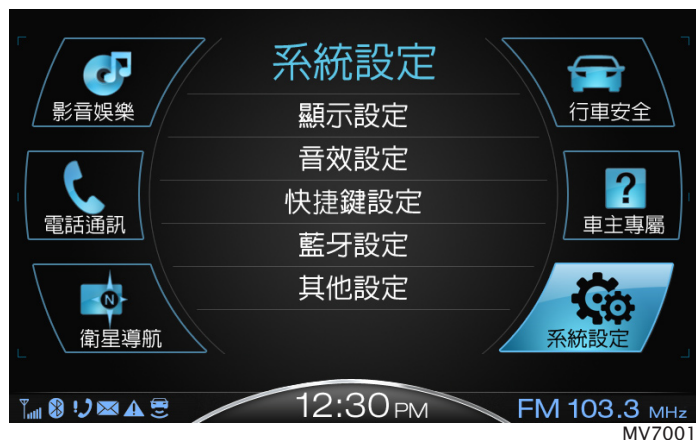 系統設定
影音娛樂
電話通訊
衛星導航
顯示設定
音效設定
快捷鍵設定
藍牙設定
其他設定
行車安全
?
車主專屬
系統設定
N
12:30 PM
FM 103.3 MHz
MV7001